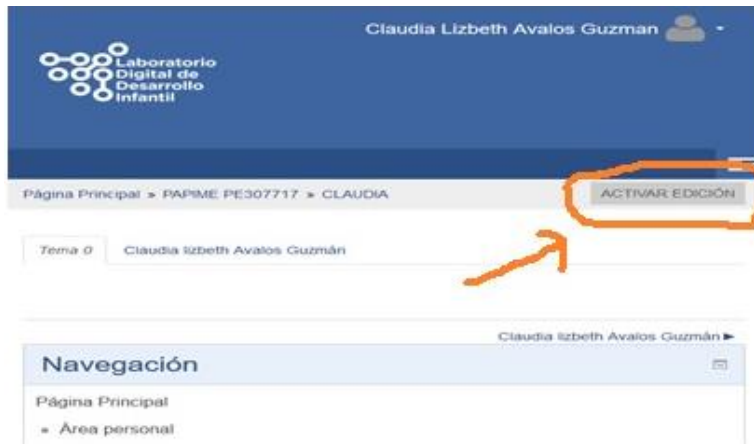 Claudia Lizbeth Avalos Guzman
Laboratorio
Digital de
Desarrollo
Infantil
Página Principal » PAPIME PE307717 » CLAUDIA
ACTIVAR EDICIÓN
Tema 0
Claudia lizbeth Avalos Guzmán
Claudia lizbeth Avalos Guzmán ►
Navegación
Página Principal
Área personal